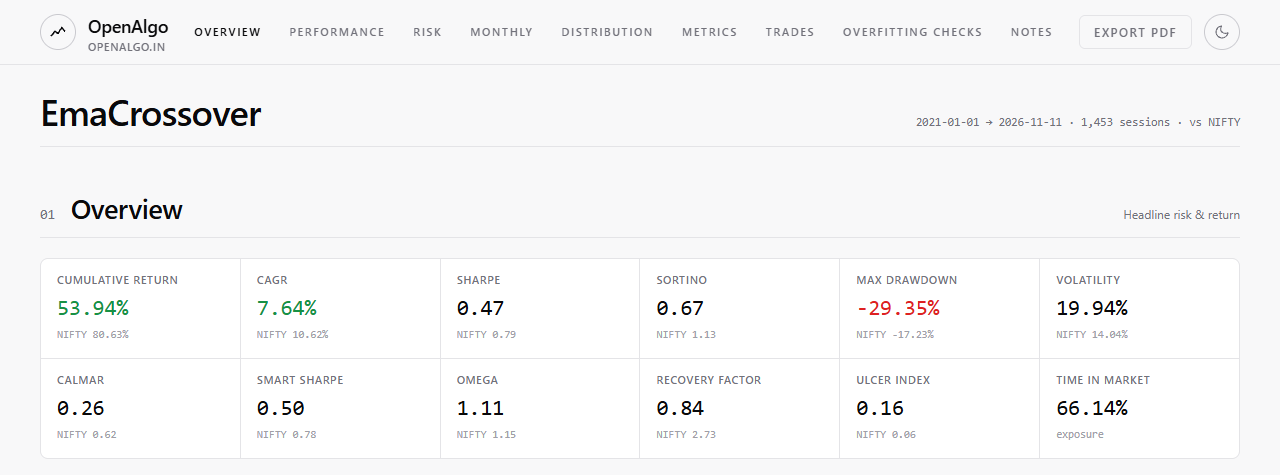 OpenAlgo
OPENALGO.IN
OVERVIEW PERFORMANCE RISK MONTHLY DISTRIBUTION METRICS TRADES OVERFITTING CHECKS NOTES EXPORT PDF
EmaCrossover
2021-01-01 → 2026-11-11 · 1,453 sessions · vs NIFTY
01 Overview
Headline risk & return
CUMULATIVE RETURN
53.94%
NIFTY 80.63%
CAGR
7.64%
NIFTY 10.62%
SHARPE
0.47
NIFTY 0.79
SORTINO
0.67
NIFTY 1.13
MAX DRAWDOWN
-29.35%
NIFTY -17.23%
VOLATILITY
19.94%
NIFTY 14.04%
CALMAR
0.26
NIFTY 0.62
SMART SHARPE
0.50
NIFTY 0.78
OMEGA
1.11
NIFTY 1.15
RECOVERY FACTOR
0.84
NIFTY 2.73
ULCER INDEX
0.16
NIFTY 0.06
TIME IN MARKET
66.14%
exposure